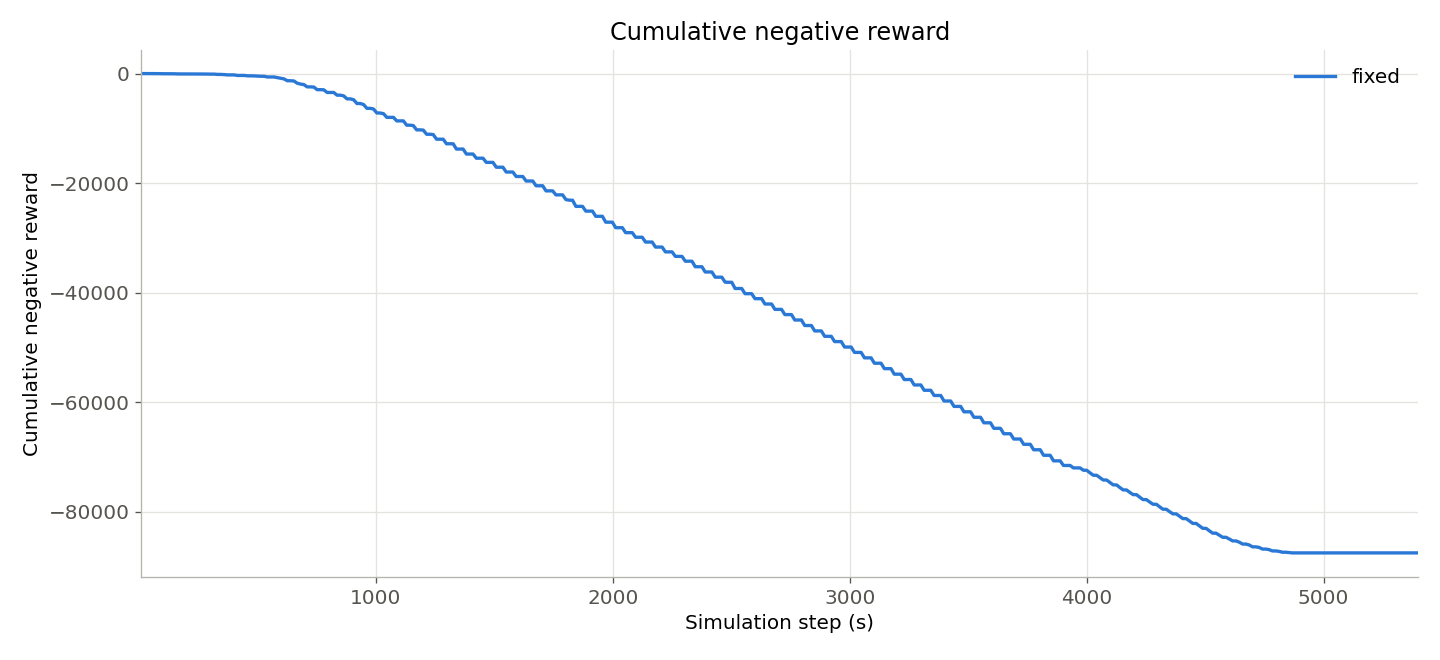 Cumulative negative reward
fixed
Cumulative negative reward
0
−20000
−40000
−60000
−80000
1000
2000
3000
4000
5000
Simulation step (s)